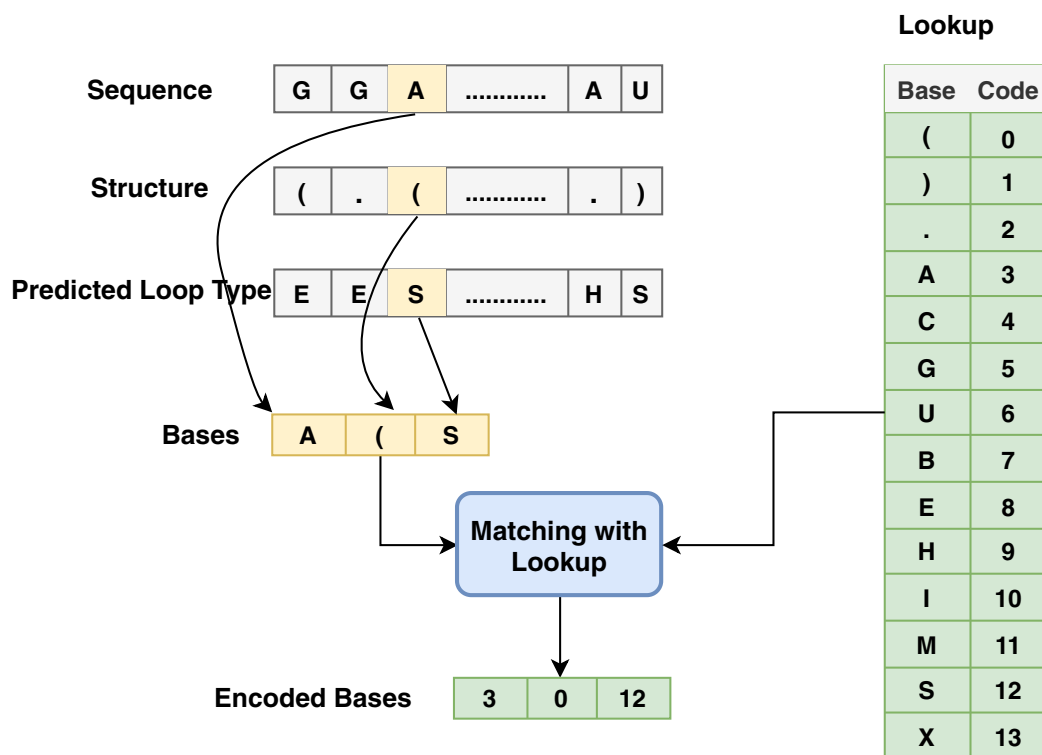 Lookup
Sequence G G A ............ A U
Structure ( . ( ............ . )
Predicted Loop Type E E S ............ H S
Bases A ( S
Matching with
Lookup
Encoded Bases 3 0 12
Base Code
( 0
) 1
. 2
A 3
C 4
G 5
U 6
B 7
E 8
H 9
I 10
M 11
S 12
X 13